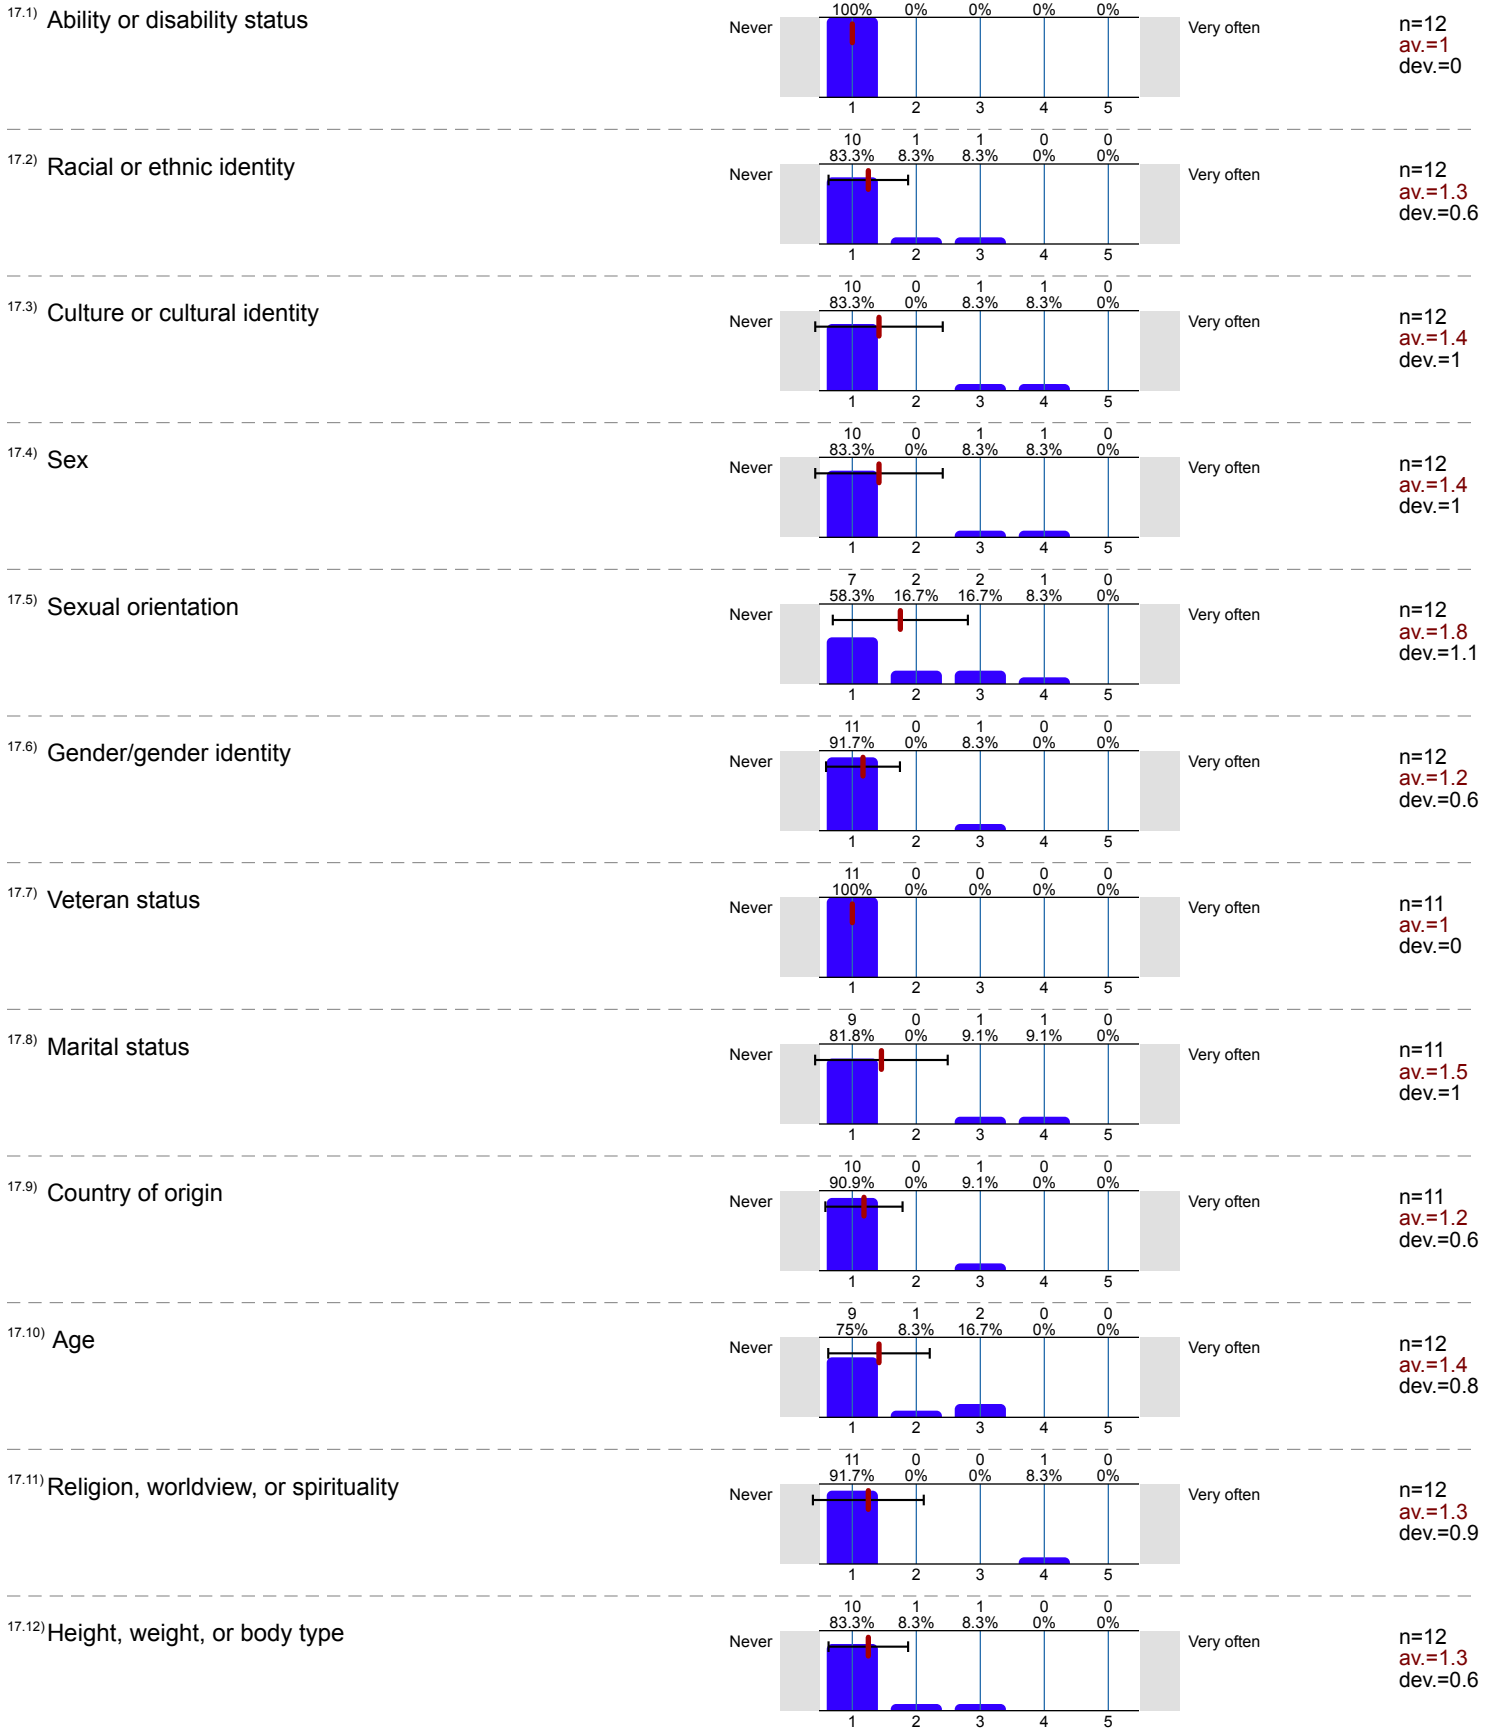 17.1) Ability or disability status
100% 0% 0% 0% 0%
Never Very often
n=12
av.=1
dev.=0
1 2 3 4 5
10 1 1 0 0
17.2) Racial or ethnic identity
83.3% 8.3% 8.3% 0% 0%
Never Very often
n=12
av.=1.3
dev.=0.6
1 2 3 4 5
10 0 1 1 0
17.3) Culture or cultural identity
83.3% 0% 8.3% 8.3% 0%
Never Very often
n=12
av.=1.4
dev.=1
1 2 3 4 5
10 0 1 1 0
17.4) Sex
83.3% 0% 8.3% 8.3% 0%
Never Very often
n=12
av.=1.4
dev.=1
1 2 3 4 5
7 2 2 1 0
17.5) Sexual orientation
58.3% 16.7% 16.7% 8.3% 0%
Never Very often
n=12
av.=1.8
dev.=1.1
1 2 3 4 5
11 0 1 0 0
17.6) Gender/gender identity
91.7% 0% 8.3% 0% 0%
Never Very often
n=12
av.=1.2
dev.=0.6
1 2 3 4 5
11 0 0 0 0
17.7) Veteran status
100% 0% 0% 0% 0%
Never Very often
n=11
av.=1
dev.=0
1 2 3 4 5
9 0 1 1 0
17.8) Marital status
81.8% 0% 9.1% 9.1% 0%
Never Very often
n=11
av.=1.5
dev.=1
1 2 3 4 5
10 0 1 0 0
17.9) Country of origin
90.9% 0% 9.1% 0% 0%
Never Very often
n=11
av.=1.2
dev.=0.6
1 2 3 4 5
9 1 2 0 0
17.10) Age
75% 8.3% 16.7% 0% 0%
Never Very often
n=12
av.=1.4
dev.=0.8
1 2 3 4 5
11 0 0 1 0
17.11) Religion, worldview, or spirituality
91.7% 0% 0% 8.3% 0%
Never Very often
n=12
av.=1.3
dev.=0.9
1 2 3 4 5
10 1 1 0 0
17.12) Height, weight, or body type
83.3% 8.3% 8.3% 0% 0%
Never Very often
n=12
av.=1.3
dev.=0.6
1 2 3 4 5